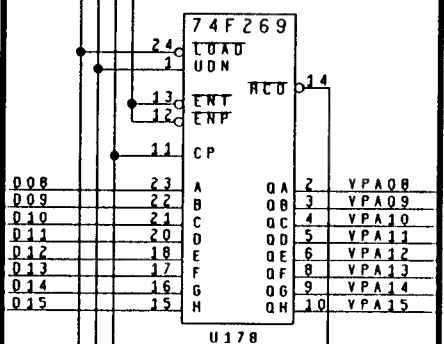 74F269
24 LOAD
1 UDN
RCO 14
13 ENT
12 ENP
11 CP
D08 23 A QA 2 VPA08
D09 22 B QB 3 VPA09
D10 21 C QC 4 VPA10
D11 20 D QD 5 VPA11
D12 18 E QE 6 VPA12
D13 17 F QF 8 VPA13
D14 16 G QG 9 VPA14
D15 15 H QH 10 VPA15
U178